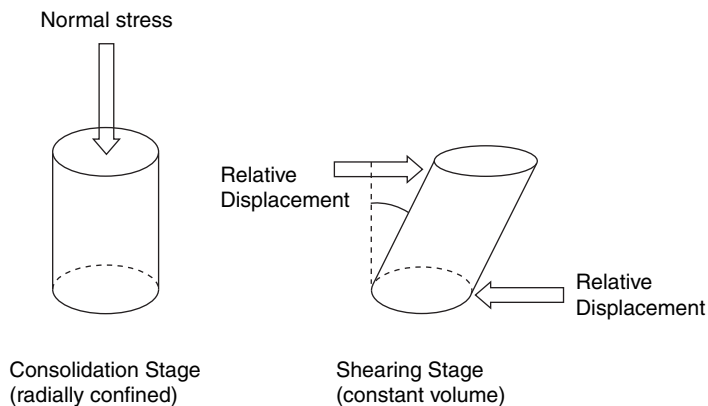 Normal stress
Relative
Displacement
Relative
Displacement
Consolidation Stage
(radially confined)
Shearing Stage
(constant volume)